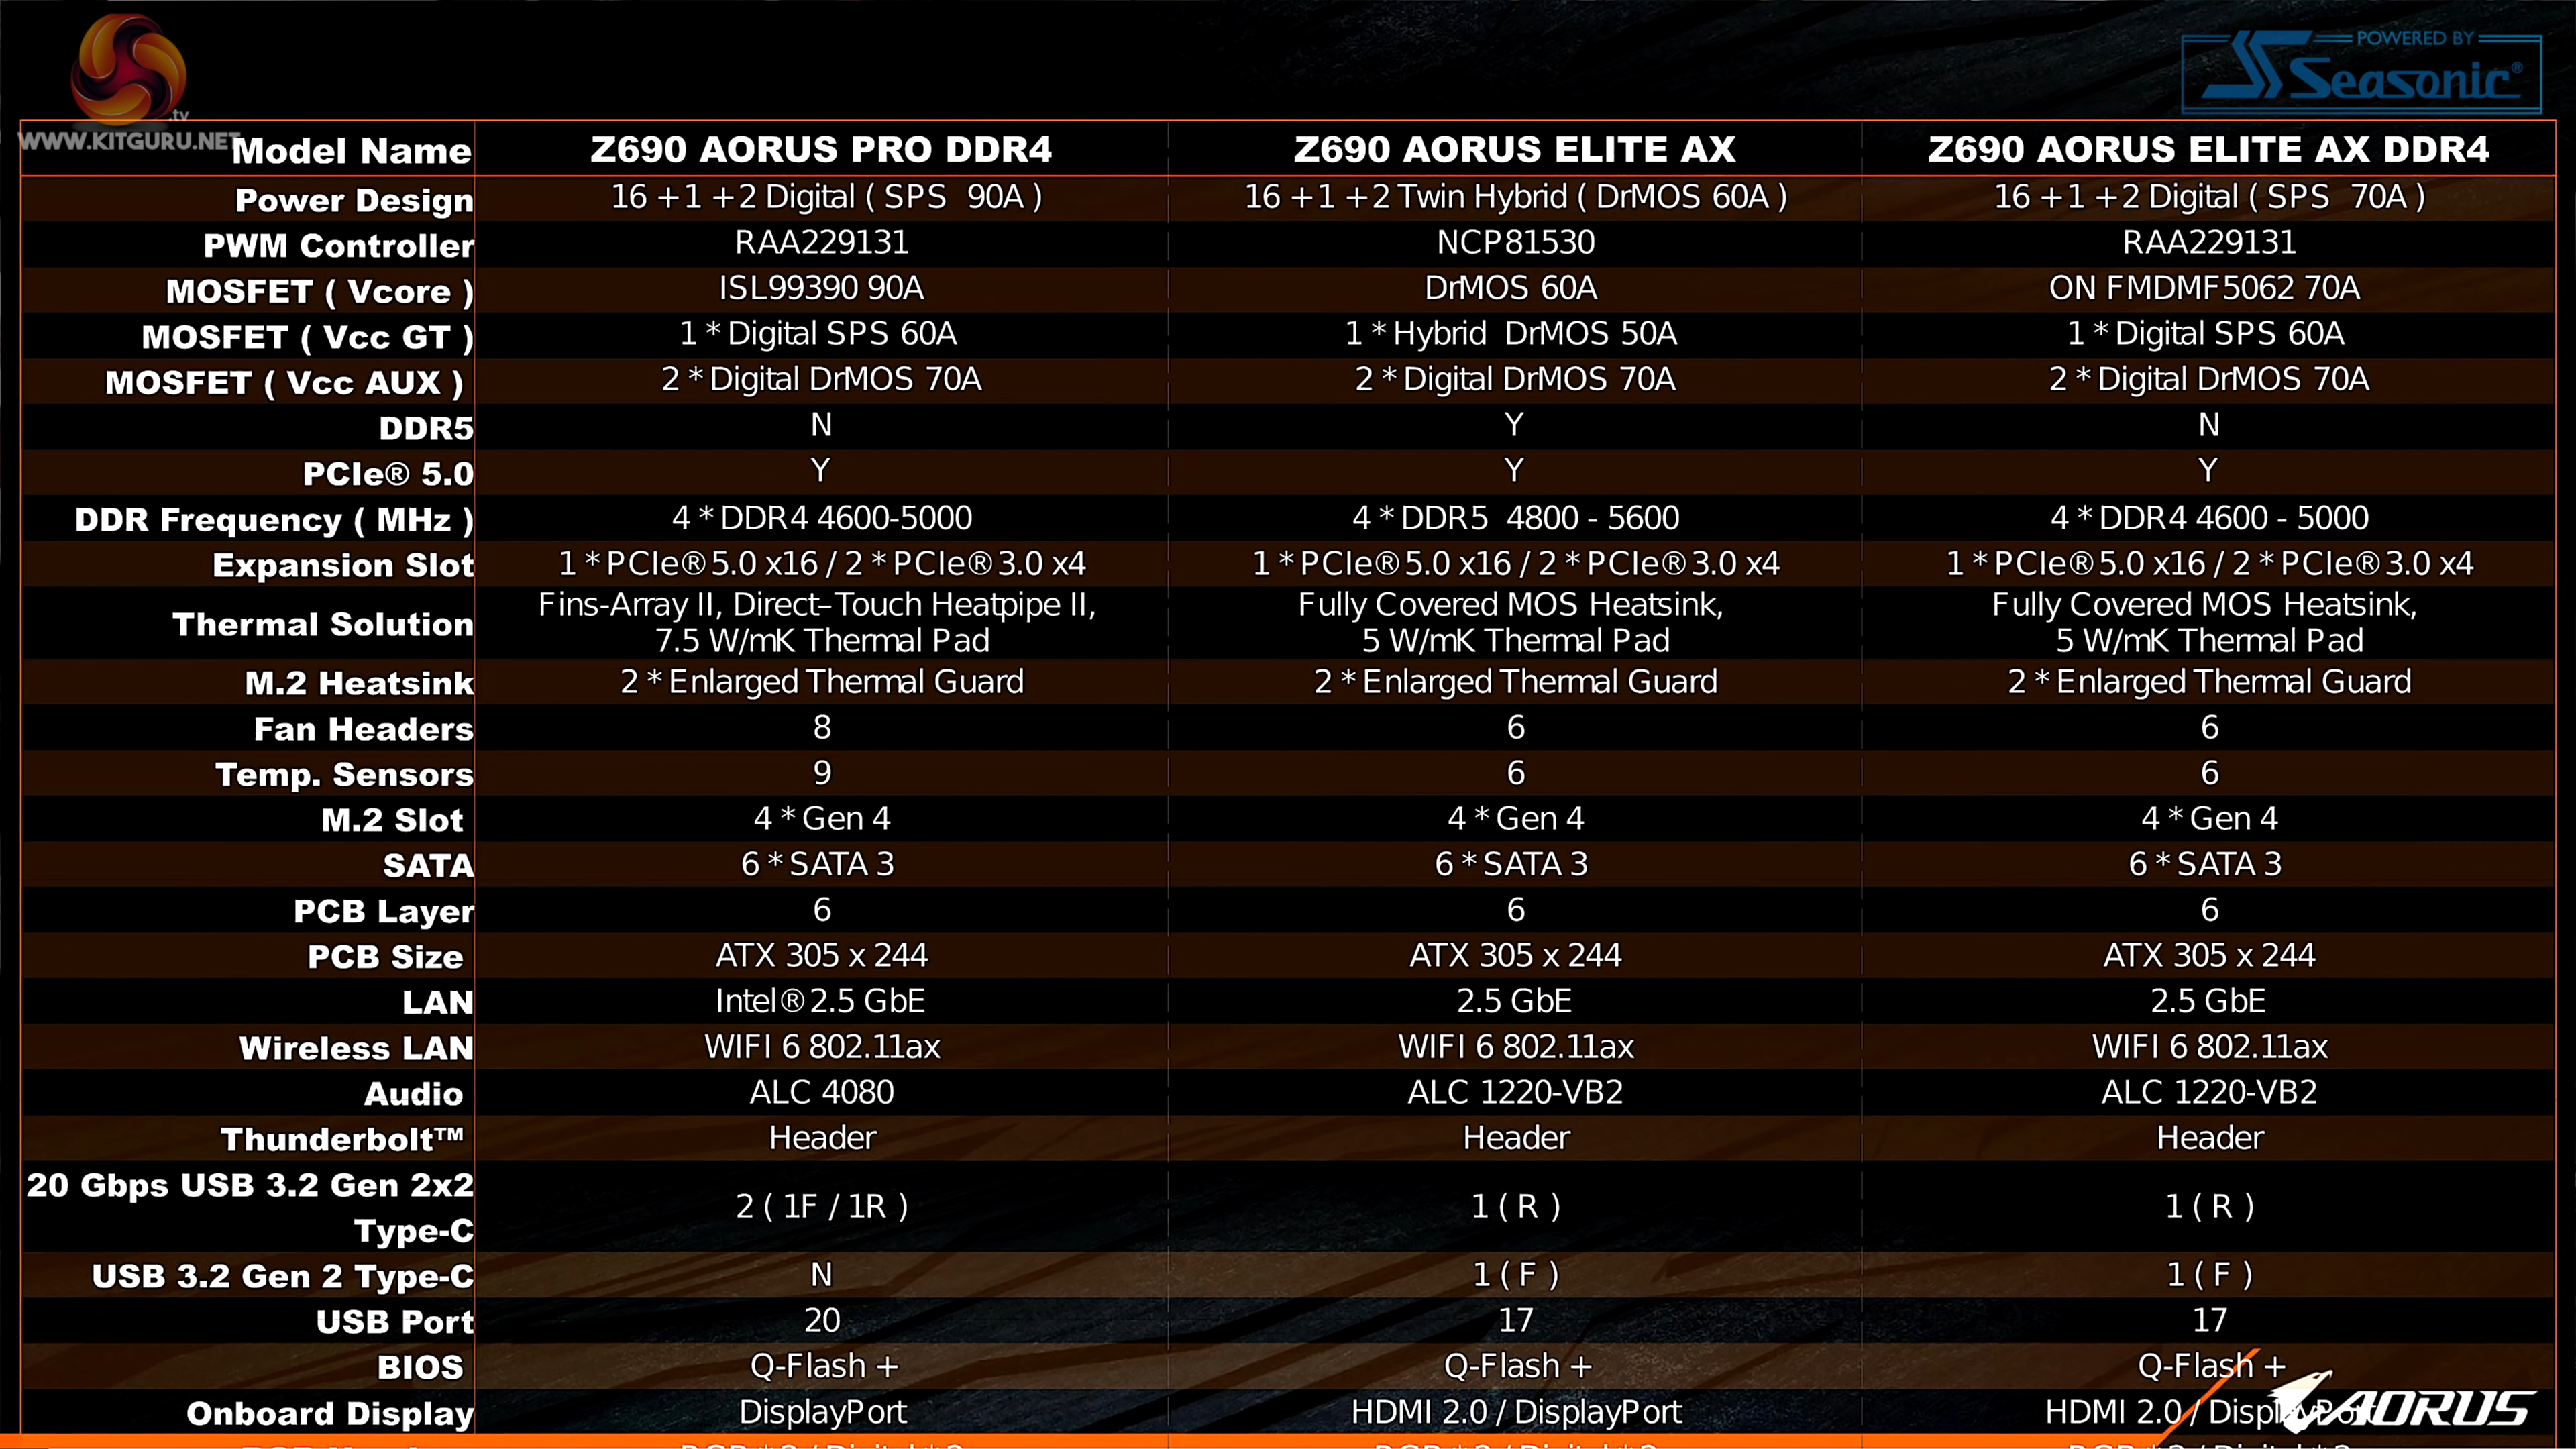 .tv
WWW.KITGURU.NET
POWERED BY
Seasonic®
Model Name Z690 AORUS PRO DDR4 Z690 AORUS ELITE AX Z690 AORUS ELITE AX DDR4
Power Design 16 + 1 + 2 Digital ( SPS 90A ) 16 + 1 + 2 Twin Hybrid ( DrMOS 60A ) 16 + 1 + 2 Digital ( SPS 70A )
PWM Controller RAA229131 NCP81530 RAA229131
MOSFET ( Vcore ) ISL99390 90A DrMOS 60A ON FMDMF5062 70A
MOSFET ( Vcc GT ) 1 * Digital SPS 60A 1 * Hybrid DrMOS 50A 1 * Digital SPS 60A
MOSFET ( Vcc AUX ) 2 * Digital DrMOS 70A 2 * Digital DrMOS 70A 2 * Digital DrMOS 70A
DDR5 N Y N
PCIe® 5.0 Y Y Y
DDR Frequency ( MHz ) 4 * DDR4 4600-5000 4 * DDR5 4800 - 5600 4 * DDR4 4600 - 5000
Expansion Slot 1 * PCIe® 5.0 x16 / 2 * PCIe® 3.0 x4 1 * PCIe® 5.0 x16 / 2 * PCIe® 3.0 x4 1 * PCIe® 5.0 x16 / 2 * PCIe® 3.0 x4
Thermal Solution Fins-Array II, Direct–Touch Heatpipe II, Fully Covered MOS Heatsink, Fully Covered MOS Heatsink,
7.5 W/mK Thermal Pad 5 W/mK Thermal Pad 5 W/mK Thermal Pad
M.2 Heatsink 2 * Enlarged Thermal Guard 2 * Enlarged Thermal Guard 2 * Enlarged Thermal Guard
Fan Headers 8 6 6
Temp. Sensors 9 6 6
M.2 Slot 4 * Gen 4 4 * Gen 4 4 * Gen 4
SATA 6 * SATA 3 6 * SATA 3 6 * SATA 3
PCB Layer 6 6 6
PCB Size ATX 305 x 244 ATX 305 x 244 ATX 305 x 244
LAN Intel® 2.5 GbE 2.5 GbE 2.5 GbE
Wireless LAN WIFI 6 802.11ax WIFI 6 802.11ax WIFI 6 802.11ax
Audio ALC 4080 ALC 1220-VB2 ALC 1220-VB2
Thunderbolt™ Header Header Header
20 Gbps USB 3.2 Gen 2x2
Type-C 2 ( 1F / 1R ) 1 ( R ) 1 ( R )
USB 3.2 Gen 2 Type-C N 1 ( F ) 1 ( F )
USB Port 20 17 17
BIOS Q-Flash + Q-Flash + Q-Flash +
Onboard Display DisplayPort HDMI 2.0 / DisplayPort HDMI 2.0 / DisplayPort
AORUS